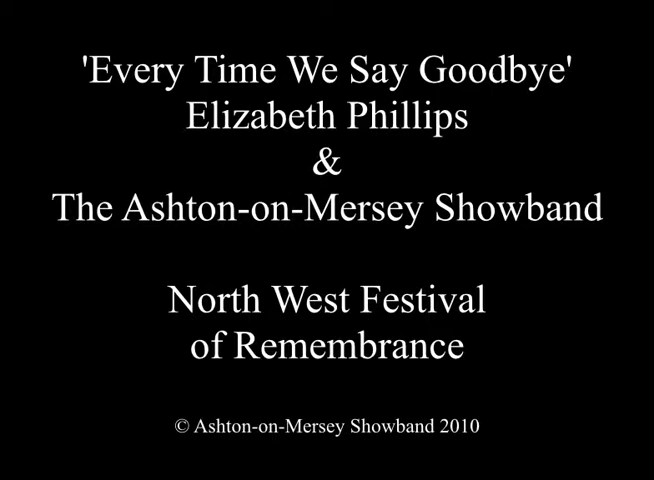 'Every Time We Say Goodbye'
Elizabeth Phillips
&
The Ashton-on-Mersey Showband
North West Festival
of Remembrance
© Ashton-on-Mersey Showband 2010